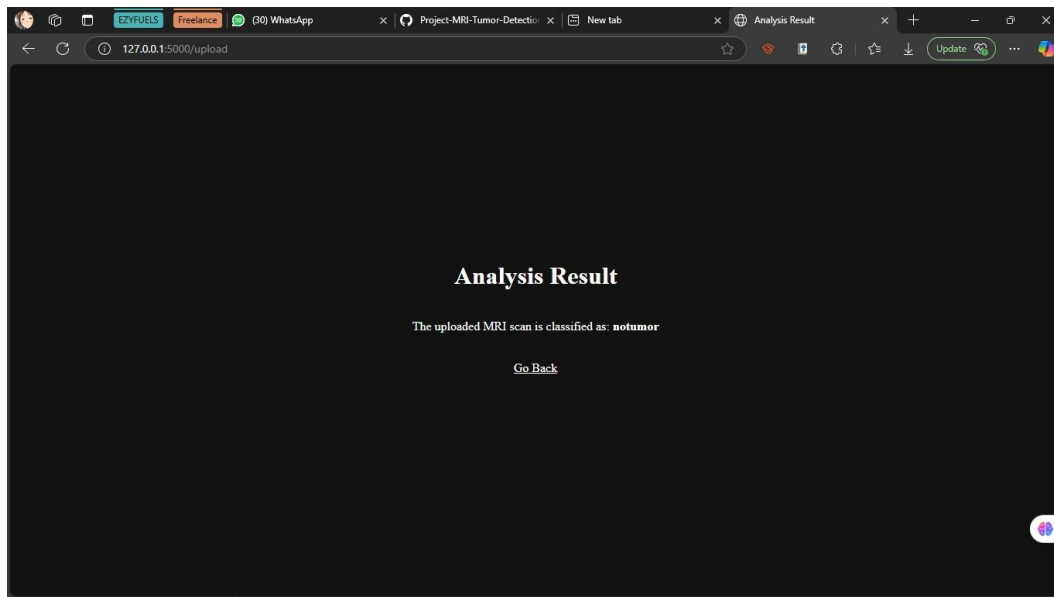 EZYFUELS Freelance (30) WhatsApp Project-MRI-Tumor-Detectio New tab Analysis Result
127.0.0.1:5000/upload Update
Analysis Result
The uploaded MRI scan is classified as: notumor
Go Back